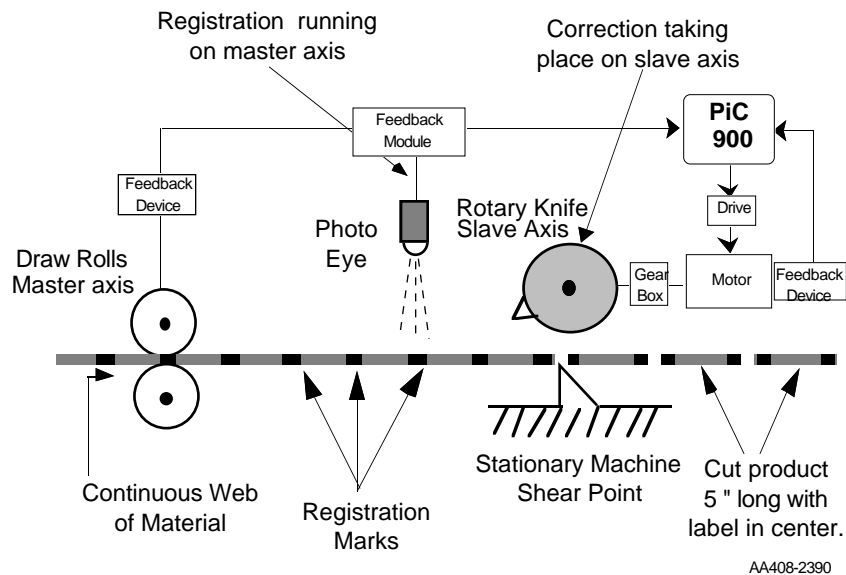 Registration running
on master axis
Correction taking
place on slave axis
Feedback
Module
PiC
900
Feedback
Device
Photo
Eye
Rotary Knife
Slave Axis
Drive
Draw Rolls
Master axis
Gear
Box
Motor
Feedback
Device
Continuous Web
of Material
Registration
Marks
Stationary Machine
Shear Point
Cut product
5 " long with
label in center.
AA408-2390